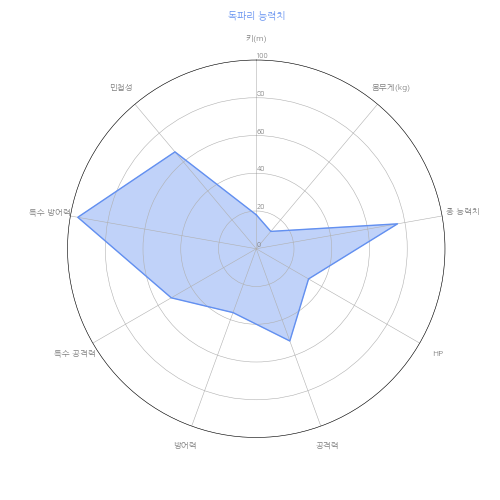 독파리 능력치
키(m)
100
민첩성
몸무게(kg)
80
60
40
특수 방어력
20
총 능력치
0
특수 공격력
HP
방어력
공격력